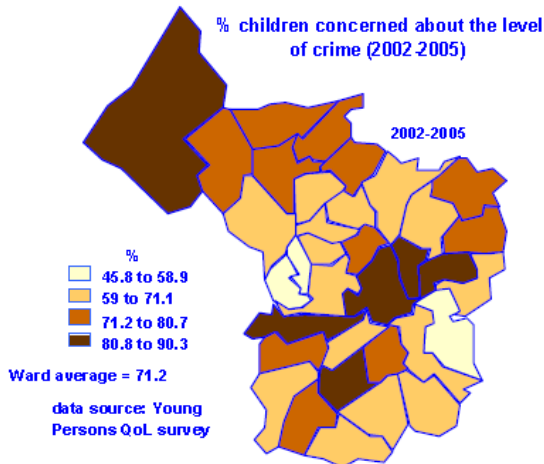 % children concerned about the level
of crime (2002-2005)
2002-2005
%
45.8 to 58.9
59 to 71.1
71.2 to 80.7
80.8 to 90.3
Ward average = 71.2
data source: Young
Persons QoL survey